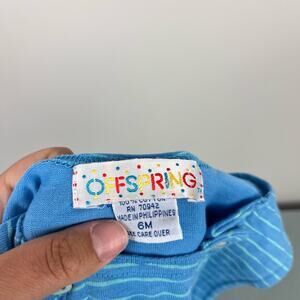 OFFSPRING
100% COTTON
RN 70942
MADE IN PHILIPPINES
6M
SEE CARE OVER